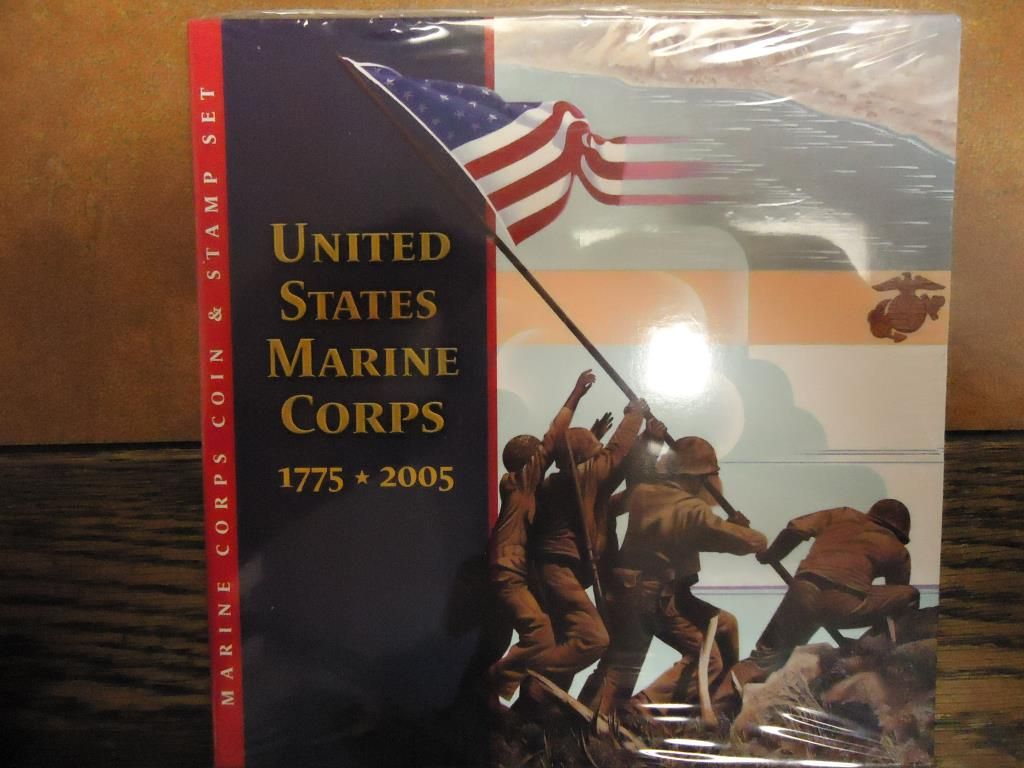 MARINE CORPS COIN & STAMP SET
UNITED
STATES
MARINE
CORPS
1775 ★ 2005